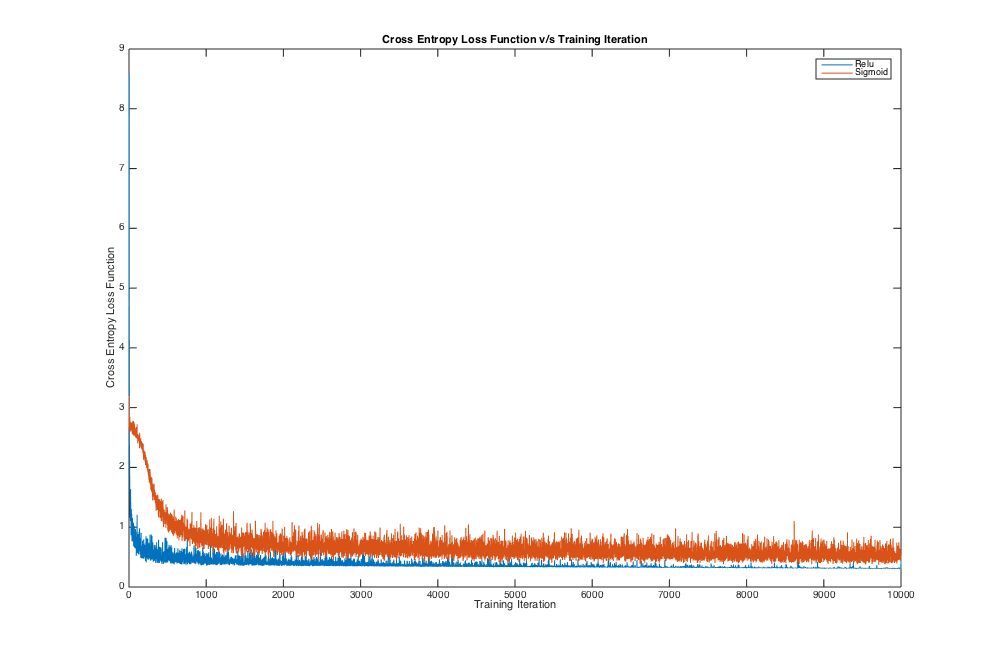 Cross Entropy Loss Function v/s Training Iteration
Relu
Sigmoid
Cross Entropy Loss Function
9
8
7
6
5
4
3
2
1
0
0 1000 2000 3000 4000 5000 6000 7000 8000 9000 10000
Training Iteration